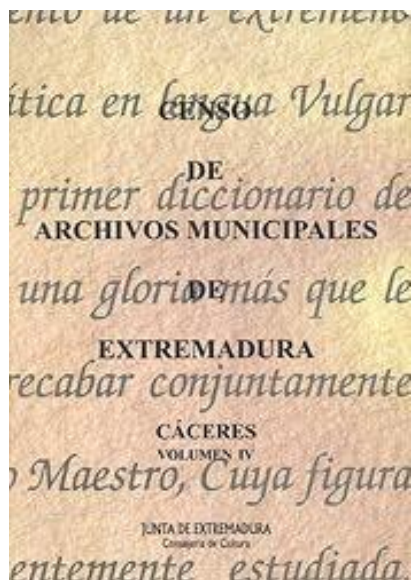 ento de un extremeño
ática en lengua Vulgar
CENSO
DE
primer diccionario de
ARCHIVOS MUNICIPALES
una gloria más que le
DE
EXTREMADURA
recabar conjuntamente
CÁCERES
VOLUMEN IV
o Maestro, Cuya figura
JUNTA DE EXTREMADURA
Consejería de Cultura
entemente estudiada